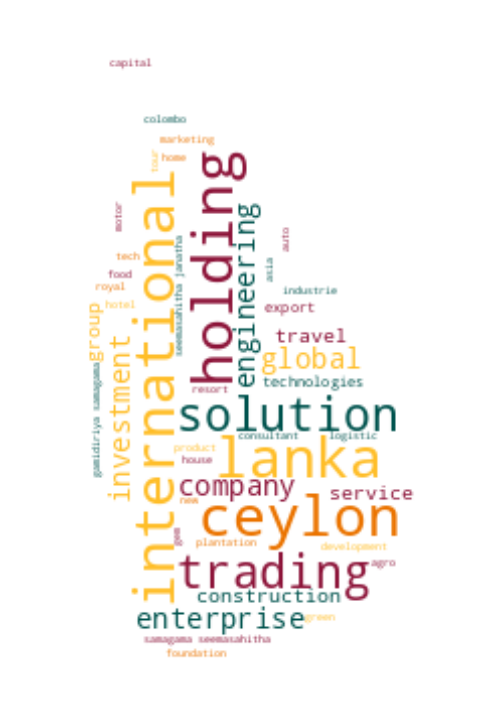 capital
colombo
marketing
tour
home
holding
international
motor
engineering
auto
seemasahitha janatha
tech
asia
food
royal
industrie
hotel
export
group
investment
travel
global
technologies
resort
gamidiriya samagama
solution
consultant
logistic
lanka
product
house
company
service
new
ceylon
gem
plantation
development
trading
agro
construction
enterprise
green
samagama seemasahitha
foundation